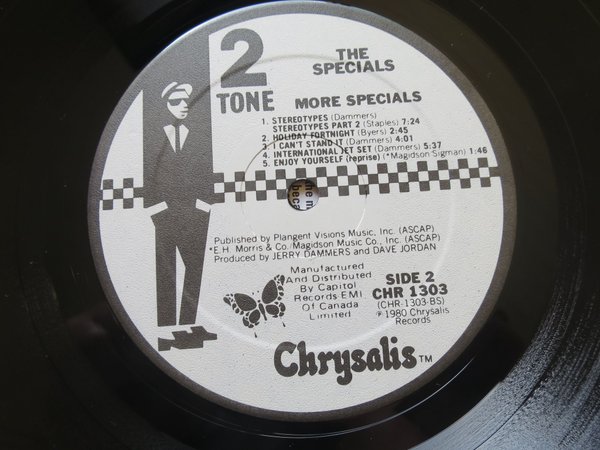 2
TONE
THE
SPECIALS
MORE SPECIALS
1. STEREOTYPES (Dammers)
STEREOTYPES PART 2 (Staples) 7:24
2. HOLIDAY FORTNIGHT (Byers) 2:45
3. I CAN'T STAND IT (Dammers) 4:01
4. INTERNATIONAL JET SET (Dammers) 5:37
5. ENJOY YOURSELF (reprise) (*Magidson Sigman) 1:46
Published by Plangent Visions Music, Inc. (ASCAP)
*E.H. Morris & Co. Magidson Music Co., Inc. (ASCAP)
Produced by JERRY DAMMERS and DAVE JORDAN
Manufactured
And Distributed
By Capitol
Records EMI
Of Canada
Limited
SIDE 2
CHR 1303
(CHR-1303-BS)
℗ 1980 Chrysalis
Records
Chrysalis TM